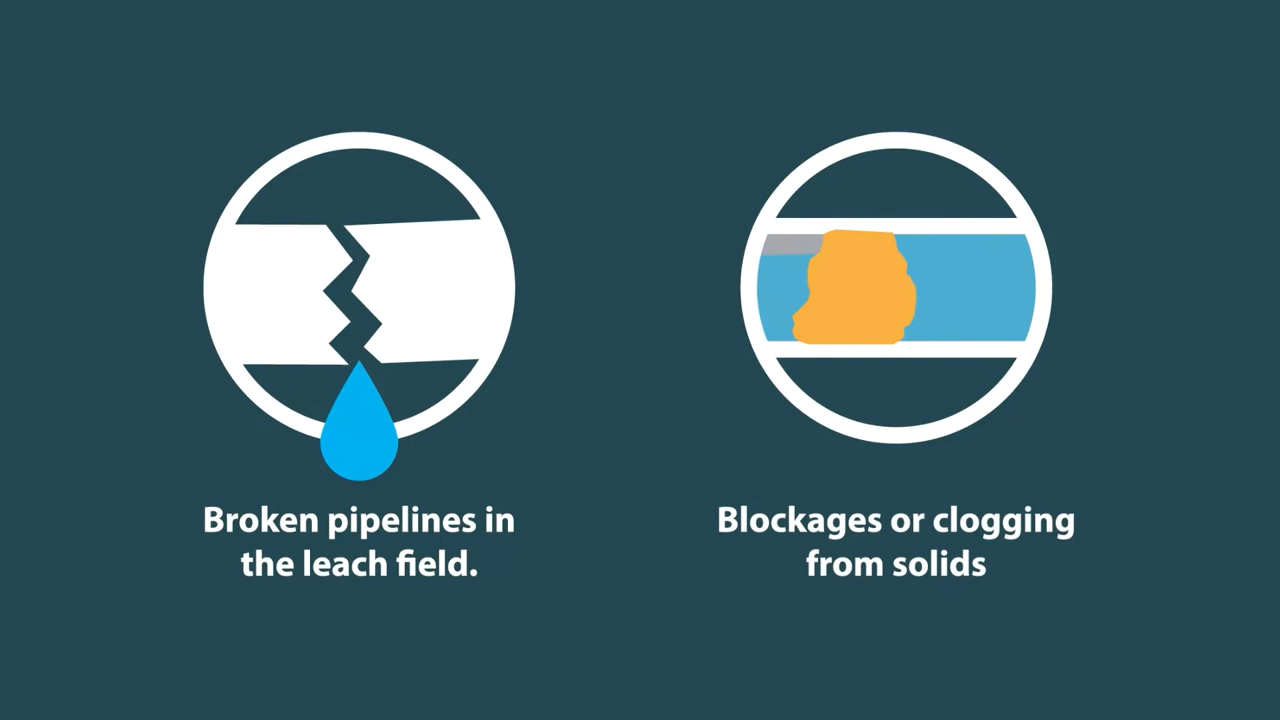 Broken pipelines in
the leach field.
Blockages or clogging
from solids